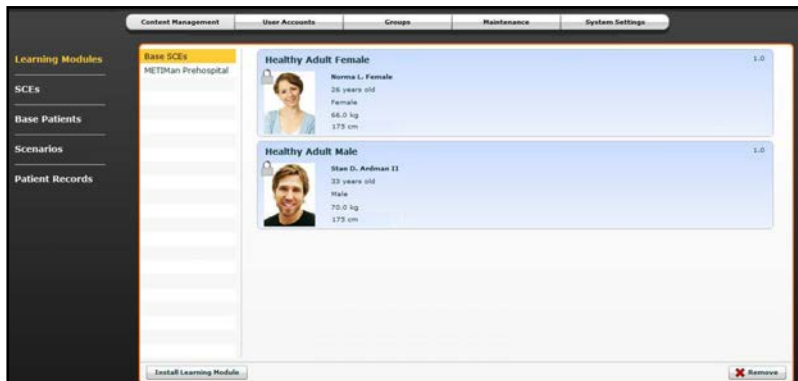 Content Management
User Accounts
Groups
Maintenance
System Settings
Learning Modules
SCEs
Base Patients
Scenarios
Patient Records
Base SCEs
METIMan Prehospital
Healthy Adult Female
1.0
Norma L. Female
26 years old
Female
66.0 kg
175 cm
Healthy Adult Male
1.0
Stan D. Ardman II
33 years old
Male
70.0 kg
175 cm
Install Learning Module
Remove